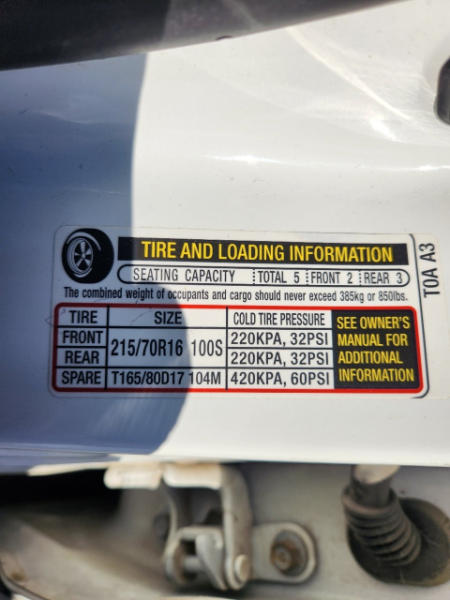 TIRE AND LOADING INFORMATION
SEATING CAPACITY TOTAL 5 FRONT 2 REAR 3
The combined weight of occupants and cargo should never exceed 385kg or 850lbs.
TIRE SIZE COLD TIRE PRESSURE SEE OWNER'S MANUAL FOR ADDITIONAL INFORMATION
FRONT 215/70R16 100S 220KPA, 32PSI
REAR 220KPA, 32PSI
SPARE T165/80D17 104M 420KPA, 60PSI
T0A A3